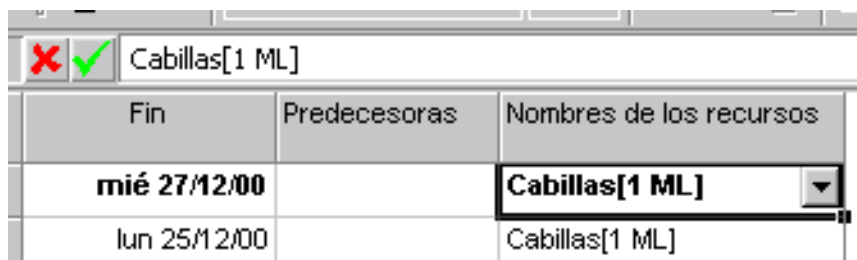 Cabillas[1 ML]
Fin Predecesoras Nombres de los recursos
mié 27/12/00 Cabillas[1 ML]
lun 25/12/00 Cabillas[1 ML]